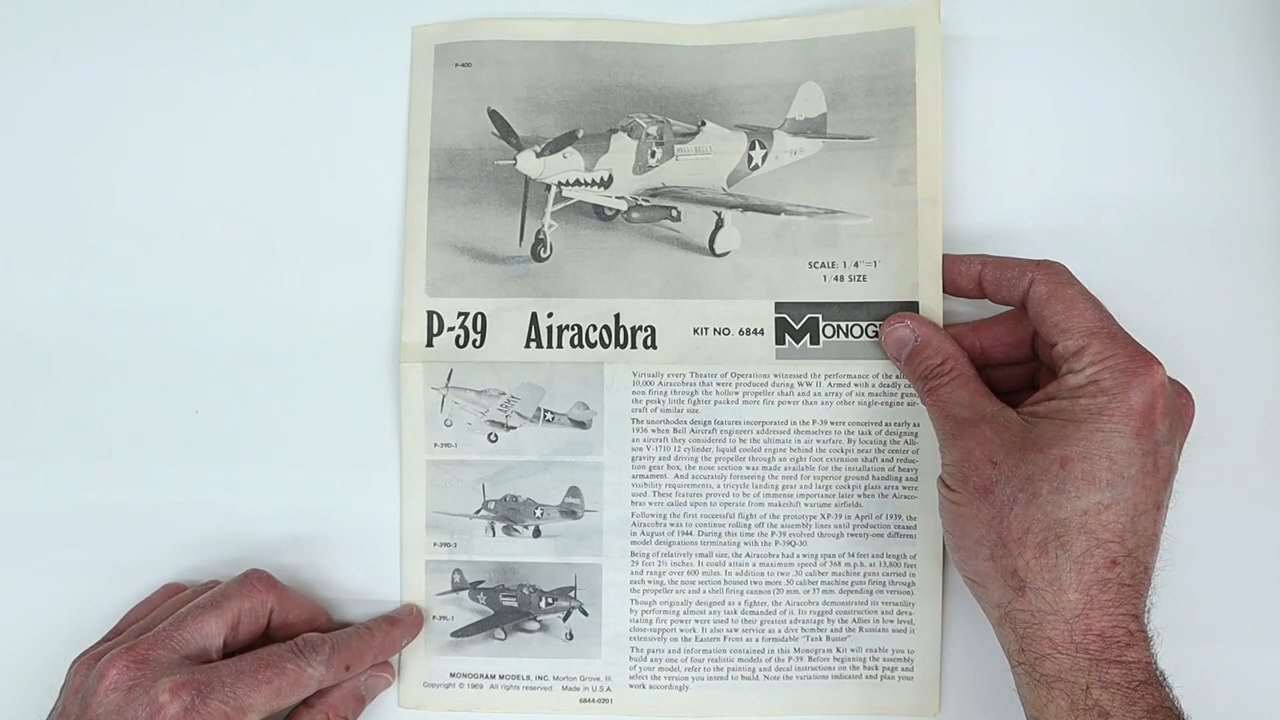 P-400
HELL'S BELLS
SCALE: 1/4"=1'
1/48 SIZE
P-39 Airacobra
KIT NO. 6844
MONOG
ARMY
P-39D-1
P-39D-2
P-39L-1
MONOGRAM MODELS, INC. Morton Grove, Ill.
Copyright © 1969 All rights reserved. Made in U.S.A.
6844-0201
Virtually every Theater of Operations witnessed the performance of the
10,000 Airacobras that were produced during WW II. Armed with a deadly
non firing through the hollow propeller shaft and an array of six machine guns,
the pesky little fighter packed more fire power than any other single-engine air-
craft of similar size.
The unorthodox design features incorporated in the P-39 were conceived as early as
1936 when Bell Aircraft engineers addressed themselves to the task of designing
an aircraft they considered to be the ultimate in air warfare. By locating the Alli-
son V-1710 12 cylinder, liquid cooled engine behind the cockpit near the center of
gravity and driving the propeller through an eight foot extension shaft and reduc-
tion gear box, the nose section was made available for the installation of heavy
armament. And accurately foreseeing the need for superior ground handling and
visibility requirements, a tricycle landing gear and large cockpit glass area were
used. These features proved to be of immense importance later when the Airaco-
bras were called upon to operate from makeshift wartime airfields.
Following the first successful flight of the prototype XP-39 in April of 1939, the
Airacobra was to continue rolling off the assembly lines until production ceased
in August of 1944. During this time the P-39 evolved through twenty-one different
model designations terminating with the P-39Q-30.
Being of relatively small size, the Airacobra had a wing span of 34 feet and length of
29 feet 2½ inches. It could attain a maximum speed of 368 m.p.h. at 13,800 feet
and range over 600 miles. In addition to two .30 caliber machine guns carried in
each wing, the nose section housed two more .50 caliber machine guns firing through
the propeller arc and a shell firing cannon (20 mm. or 37 mm. depending on version).
Though originally designed as a fighter, the Airacobra demonstrated its versatility
by performing almost any task demanded of it. Its rugged construction and deva-
stating fire power were used to their greatest advantage by the Allies in low level,
close-support work. It also saw service as a dive bomber and the Russians used it
extensively on the Eastern Front as a formidable "Tank Buster".
The parts and information contained in this Monogram Kit will enable you to
build any one of four realistic models of the P-39. Before beginning the assembly
of your model, refer to the painting and decal instructions on the back page and
select the version you intend to build. Note the variations indicated and plan your
work accordingly.